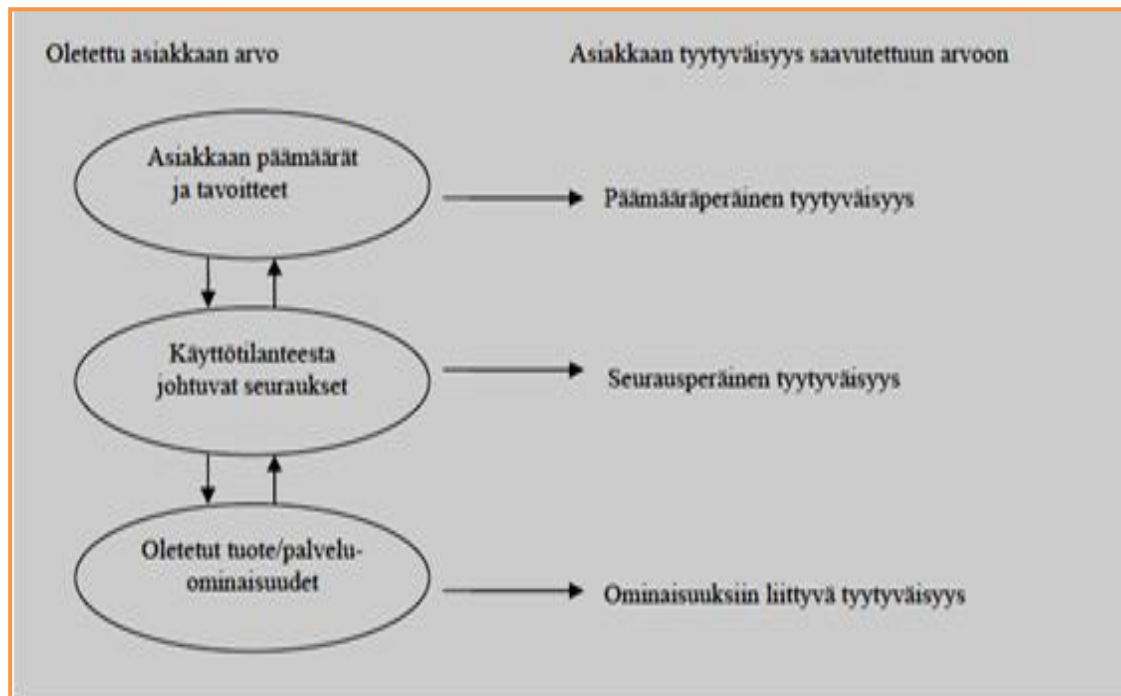 Oletettu asiakkaan arvo
Asiakkaan tyytyväisyys saavutettuun arvoon
Asiakkaan päämäärät
ja tavoitteet
Päämääräperäinen tyytyväisyys
Käyttötilanteesta
johtuvat seuraukset
Seurausperäinen tyytyväisyys
Oletetut tuote/palvelu-
ominaisuudet
Ominaisuuksiin liittyvä tyytyväisyys